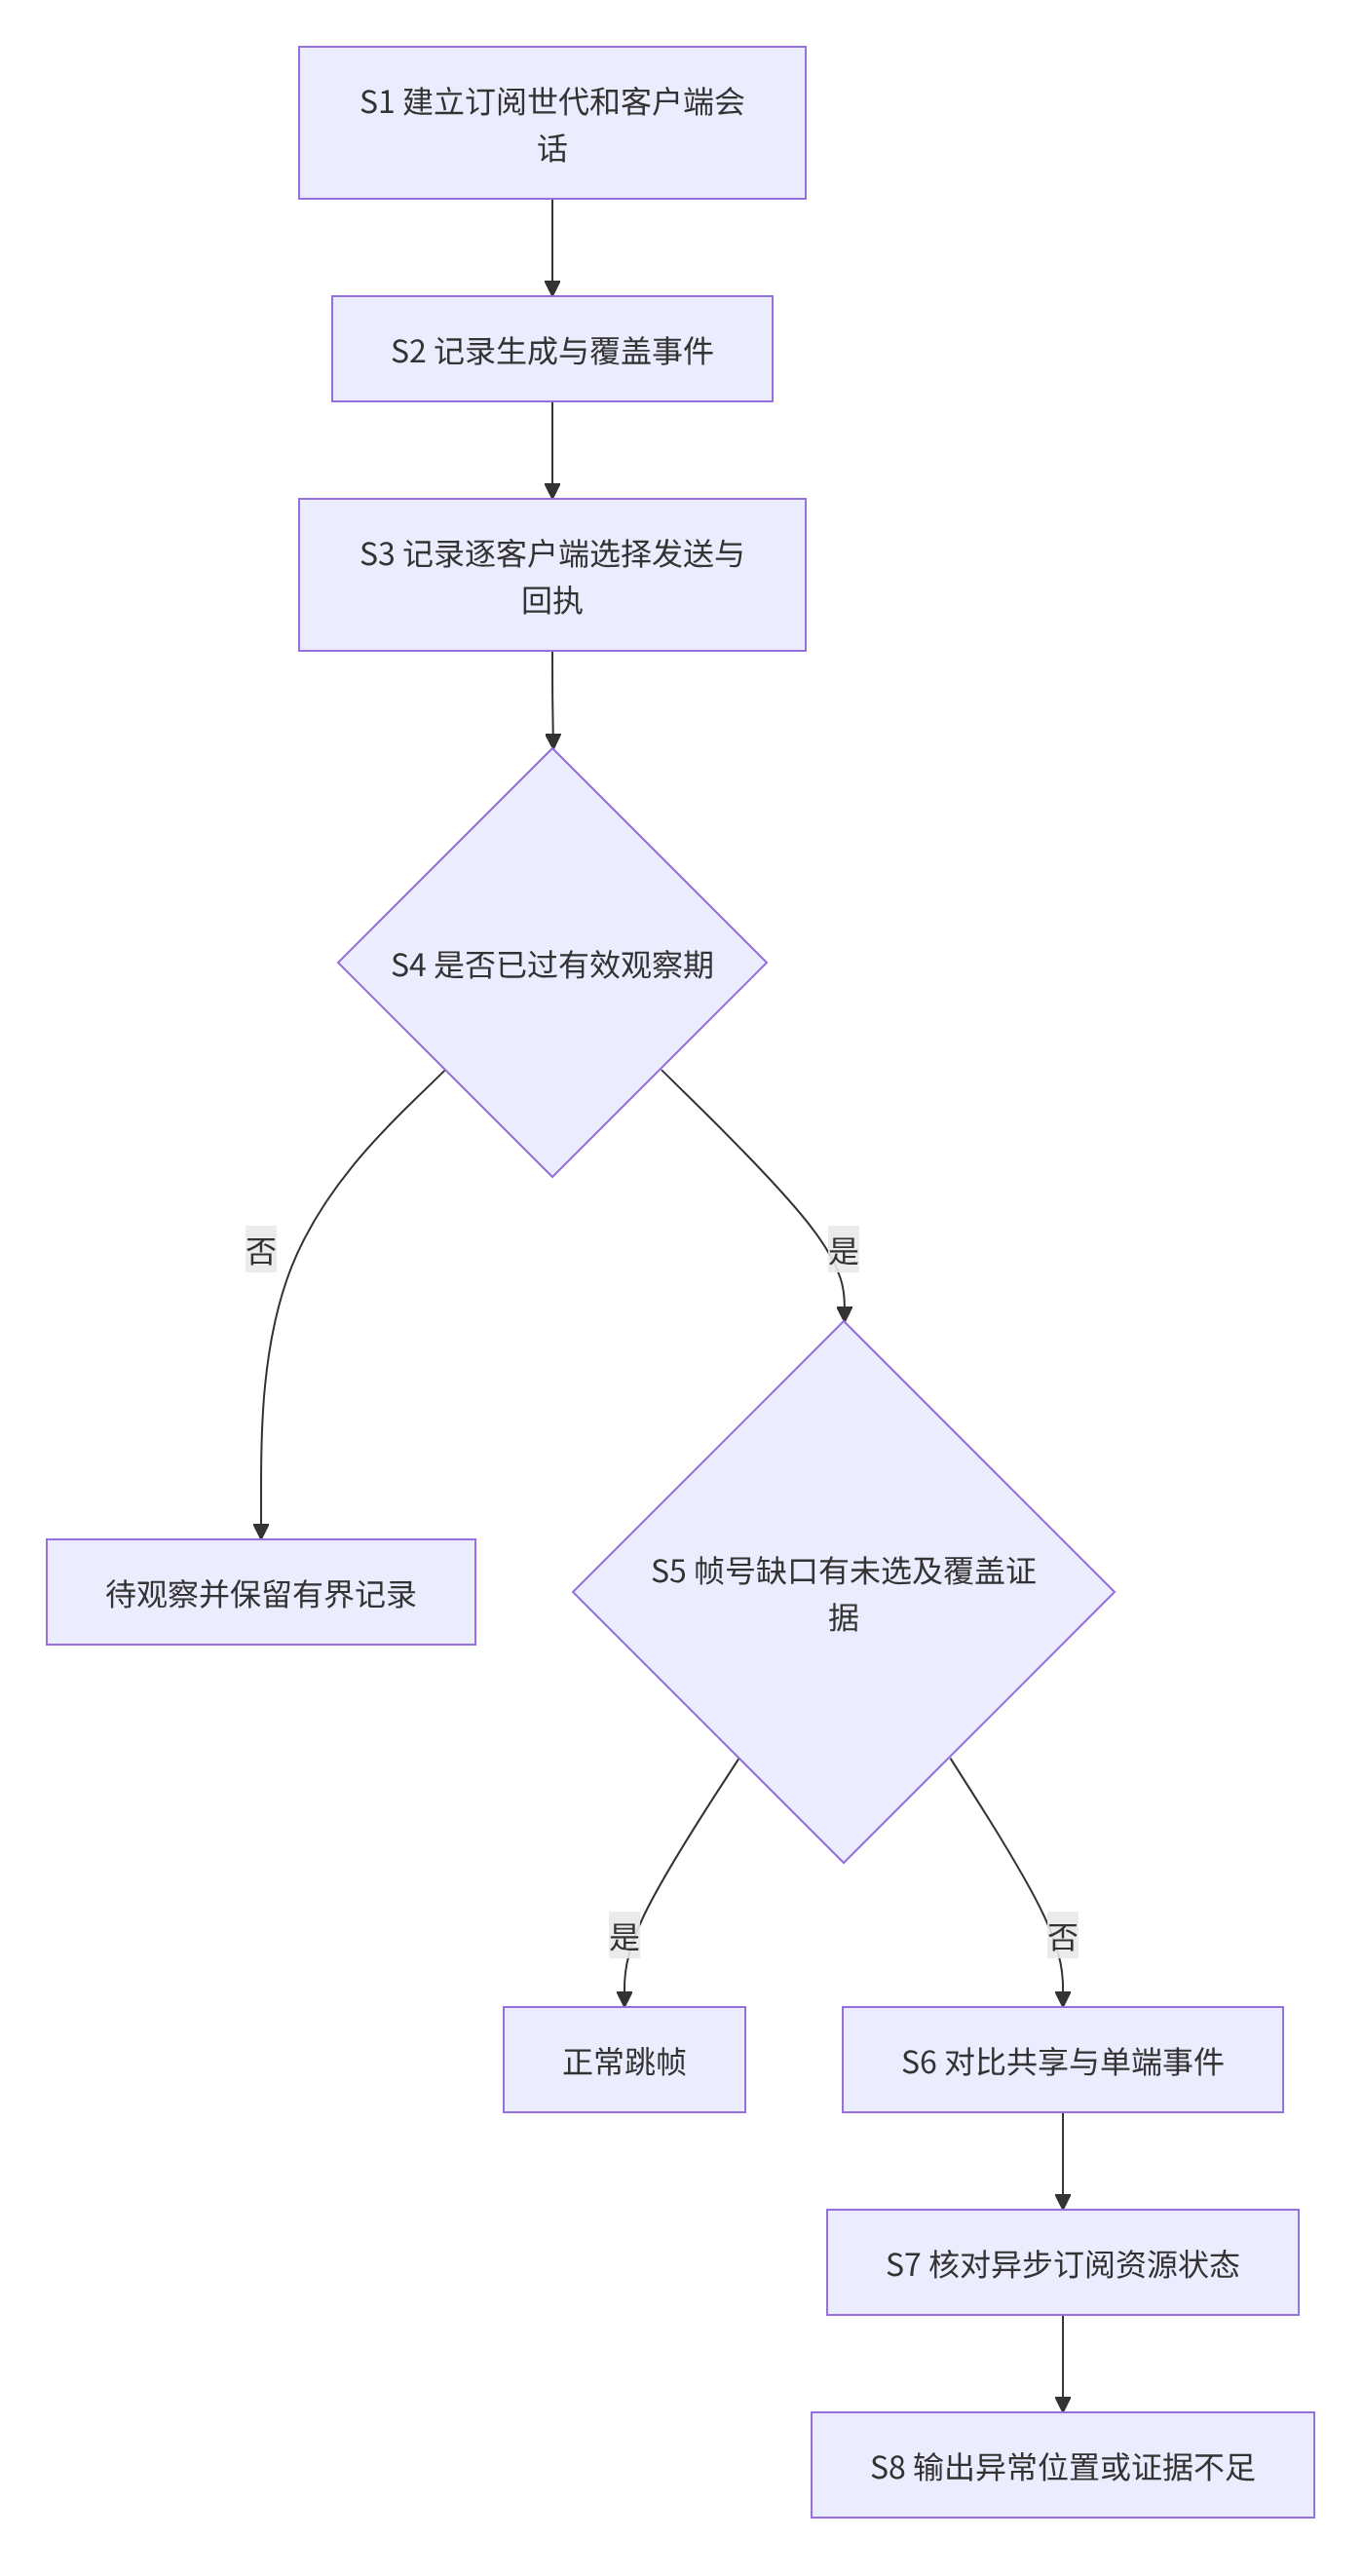 S1 建立订阅世代和客户端会
话
S2 记录生成与覆盖事件
S3 记录逐客户端选择发送与
回执
S4 是否已过有效观察期
否
是
S5 帧号缺口有未选及覆盖证
据
待观察并保留有界记录
是
否
正常跳帧
S6 对比共享与单端事件
S7 核对异步订阅资源状态
S8 输出异常位置或证据不足